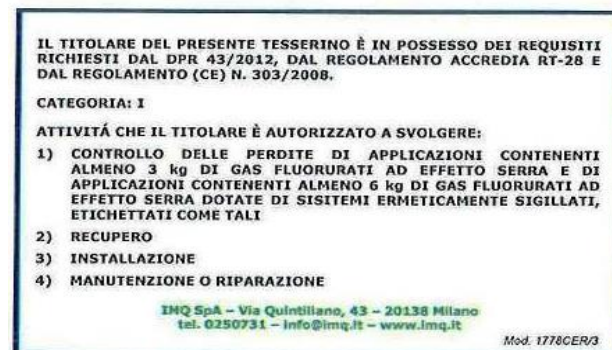 IL TITOLARE DEL PRESENTE TESSERINO È IN POSSESSO DEI REQUISITI
RICHIESTI DAL DPR 43/2012, DAL REGOLAMENTO ACCREDIA RT-28 E
DAL REGOLAMENTO (CE) N. 303/2008.
CATEGORIA: I
ATTIVITÁ CHE IL TITOLARE È AUTORIZZATO A SVOLGERE:
1) CONTROLLO DELLE PERDITE DI APPLICAZIONI CONTENENTI
ALMENO 3 kg DI GAS FLUORURATI AD EFFETTO SERRA E DI
APPLICAZIONI CONTENENTI ALMENO 6 kg DI GAS FLUORURATI AD
EFFETTO SERRA DOTATE DI SISITEMI ERMETICAMENTE SIGILLATI,
ETICHETTATI COME TALI
2) RECUPERO
3) INSTALLAZIONE
4) MANUTENZIONE O RIPARAZIONE
IMQ SpA – Via Quintiliano, 43 – 20138 Milano
tel. 0250731 – info@imq.it – www.imq.it
Mod. 1778CER/3